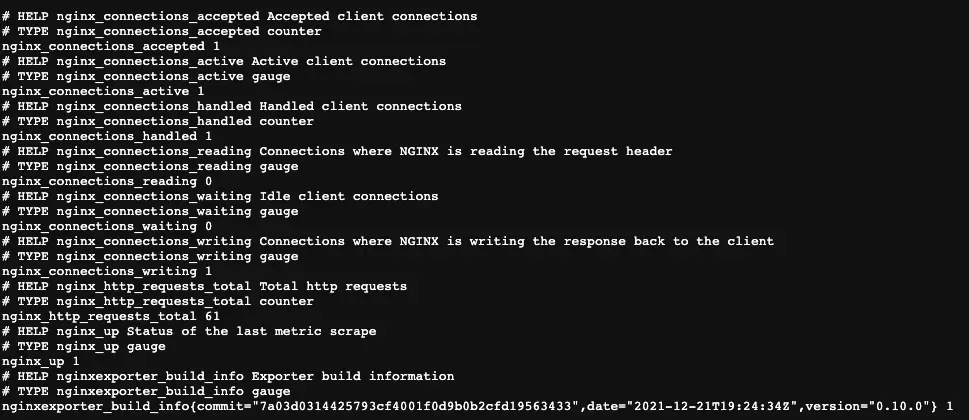 # HELP nginx_connections_accepted Accepted client connections
# TYPE nginx_connections_accepted counter
nginx_connections_accepted 1
# HELP nginx_connections_active Active client connections
# TYPE nginx_connections_active gauge
nginx_connections_active 1
# HELP nginx_connections_handled Handled client connections
# TYPE nginx_connections_handled counter
nginx_connections_handled 1
# HELP nginx_connections_reading Connections where NGINX is reading the request header
# TYPE nginx_connections_reading gauge
nginx_connections_reading 0
# HELP nginx_connections_waiting Idle client connections
# TYPE nginx_connections_waiting gauge
nginx_connections_waiting 0
# HELP nginx_connections_writing Connections where NGINX is writing the response back to the client
# TYPE nginx_connections_writing gauge
nginx_connections_writing 1
# HELP nginx_http_requests_total Total http requests
# TYPE nginx_http_requests_total counter
nginx_http_requests_total 61
# HELP nginx_up Status of the last metric scrape
# TYPE nginx_up gauge
nginx_up 1
# HELP nginxexporter_build_info Exporter build information
# TYPE nginxexporter_build_info gauge
nginxexporter_build_info{commit="7a03d0314425793cf4001f0d9b0b2cfd19563433",date="2021-12-21T19:24:34Z",version="0.10.0"} 1